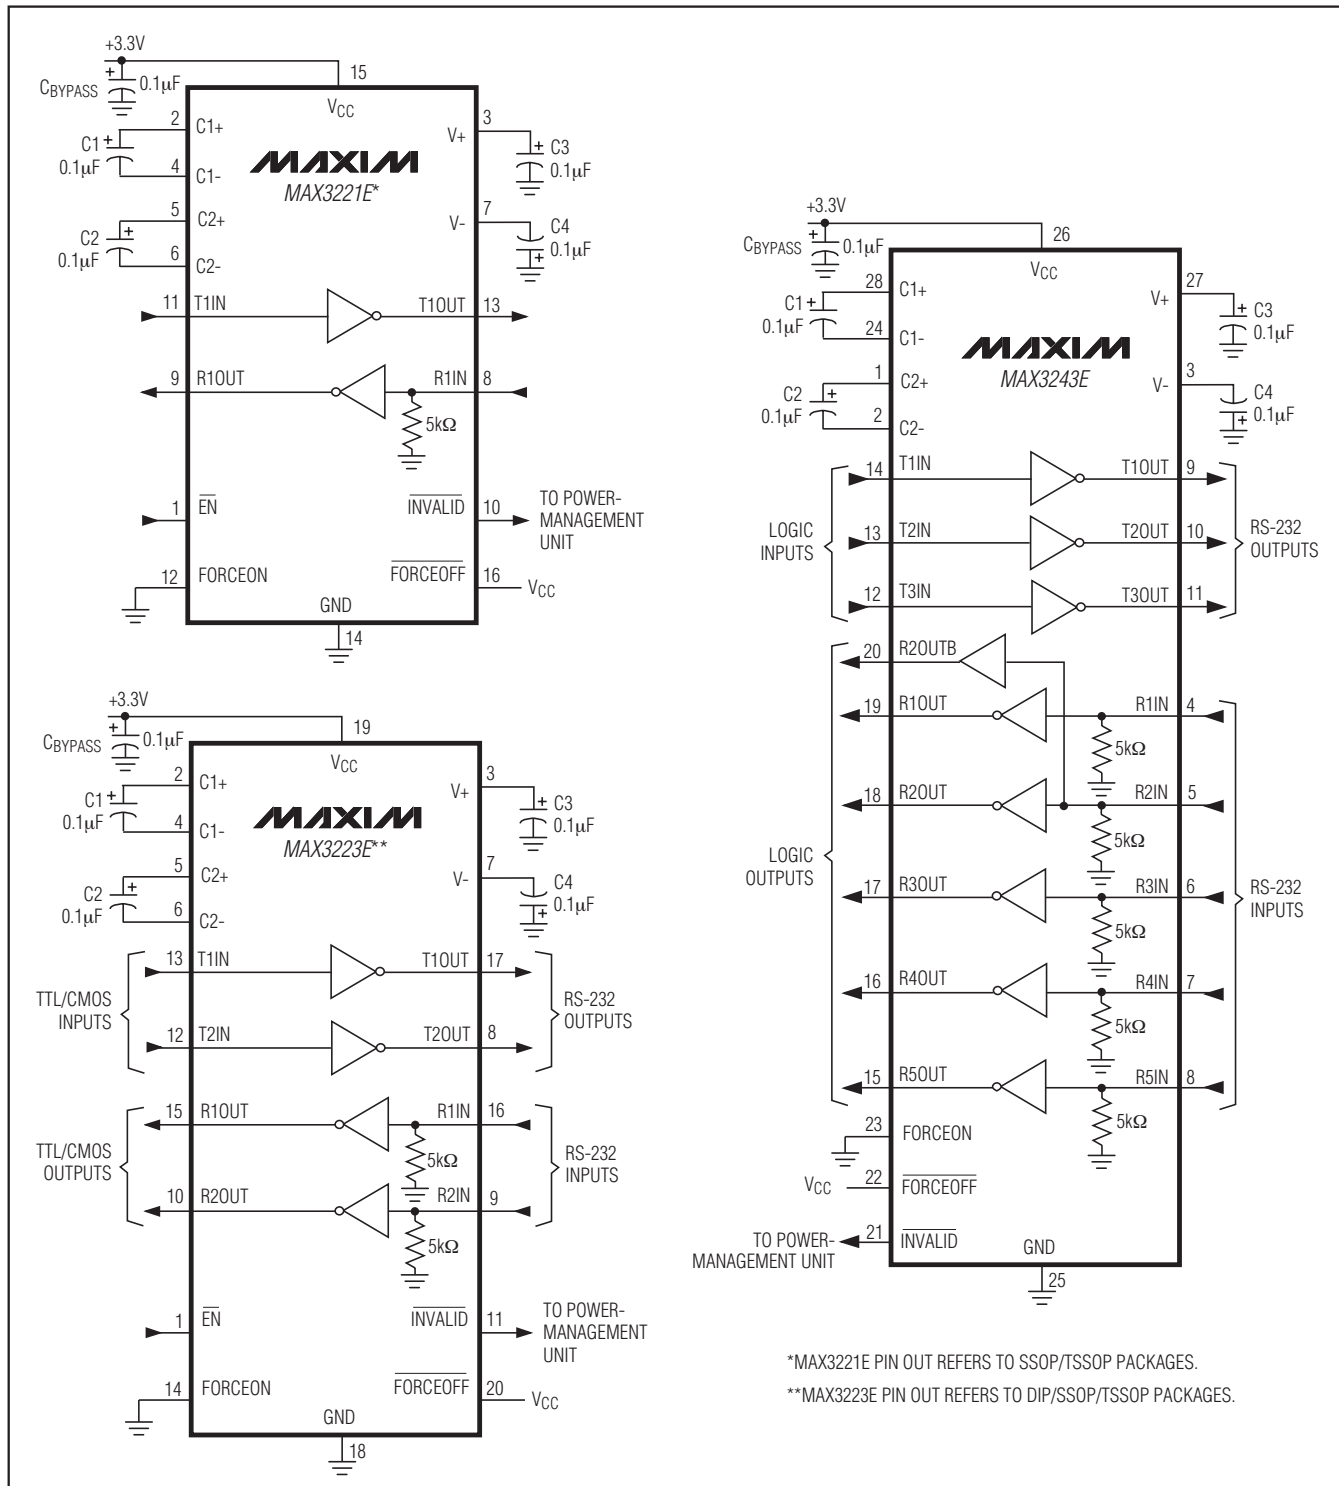 +3.3V
CBYPASS
0.1µF
15
VCC
2
C1+
C1
0.1µF
4
C1-
5
C2+
C2
0.1µF
6
C2-
MAXIM
MAX3221E*
3
V+
C3
0.1µF
7
V-
C4
0.1µF
11
T1IN
T1OUT
13
9
R1OUT
R1IN
8
5kΩ
1
EN
INVALID
10
TO POWER-
MANAGEMENT
UNIT
12
FORCEON
FORCEOFF
16
VCC
GND
14
+3.3V
CBYPASS
0.1µF
19
VCC
2
C1+
C1
0.1µF
4
C1-
5
C2+
C2
0.1µF
6
C2-
MAXIM
MAX3223E**
3
V+
C3
0.1µF
7
V-
C4
0.1µF
TTL/CMOS
INPUTS
13
T1IN
T1OUT
17
12
T2IN
T2OUT
8
RS-232
OUTPUTS
TTL/CMOS
OUTPUTS
15
R1OUT
R1IN
16
5kΩ
10
R2OUT
R2IN
9
5kΩ
RS-232
INPUTS
1
EN
INVALID
11
TO POWER-
MANAGEMENT
UNIT
14
FORCEON
FORCEOFF
20
VCC
GND
18
+3.3V
CBYPASS
0.1µF
26
VCC
28
C1+
C1
0.1µF
24
C1-
1
C2+
C2
0.1µF
2
C2-
MAXIM
MAX3243E
27
V+
C3
0.1µF
3
V-
C4
0.1µF
LOGIC
INPUTS
14
T1IN
T1OUT
9
13
T2IN
T2OUT
10
12
T3IN
T3OUT
11
RS-232
OUTPUTS
LOGIC
OUTPUTS
20
R2OUTB
19
R1OUT
R1IN
4
5kΩ
18
R2OUT
R2IN
5
5kΩ
17
R3OUT
R3IN
6
5kΩ
16
R4OUT
R4IN
7
5kΩ
15
R5OUT
R5IN
8
5kΩ
RS-232
INPUTS
23
FORCEON
VCC
22
FORCEOFF
TO POWER-
MANAGEMENT UNIT
21
INVALID
GND
25
*MAX3221E PIN OUT REFERS TO SSOP/TSSOP PACKAGES.
**MAX3223E PIN OUT REFERS TO DIP/SSOP/TSSOP PACKAGES.